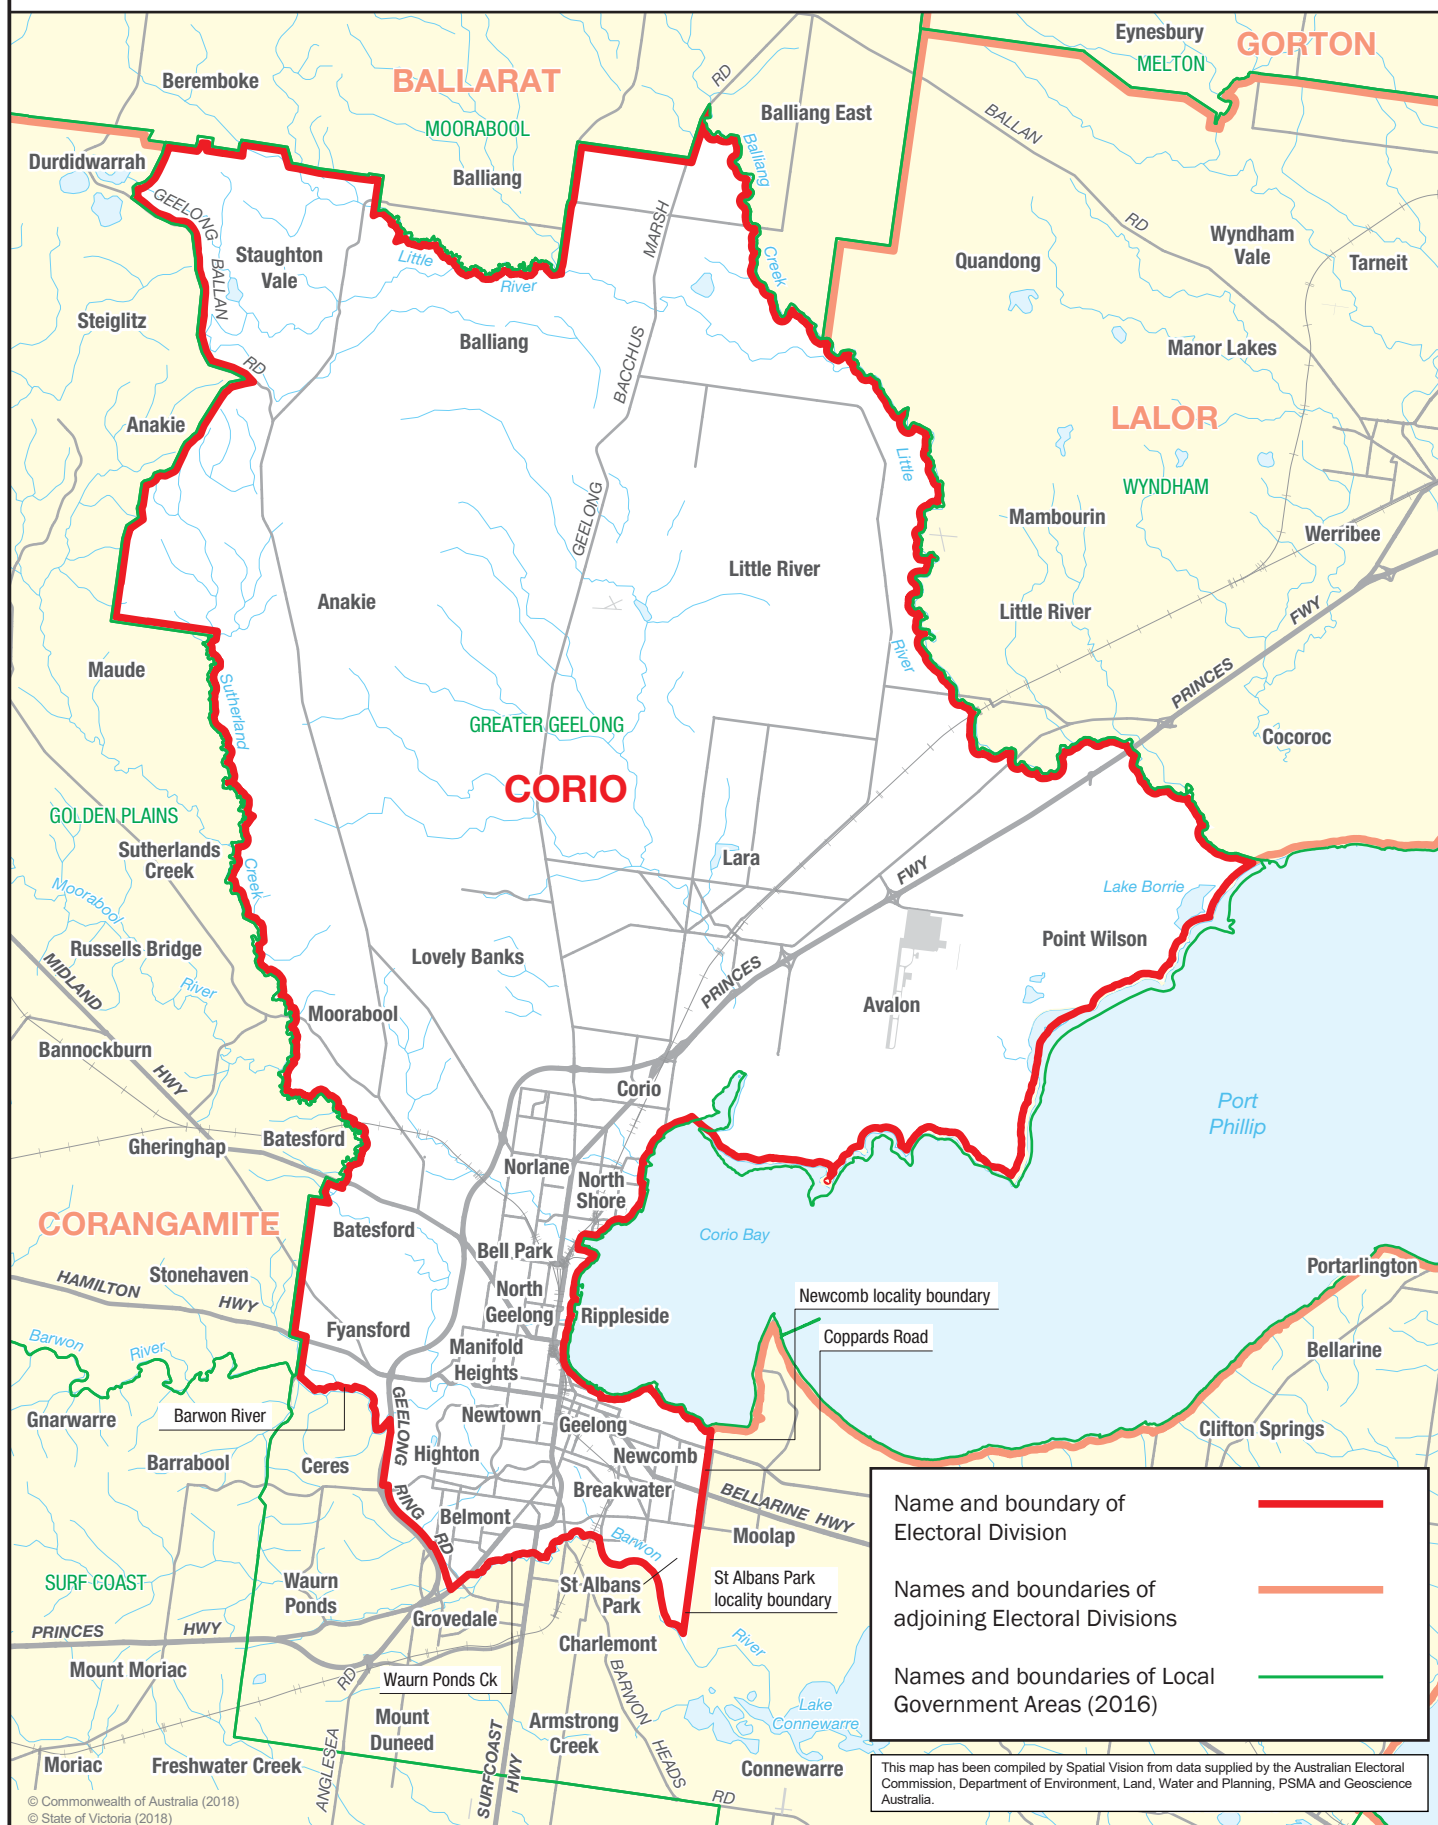 Eynesbury
GORTON
MELTON
BALLARAT
Beremboke
RD
Balliang East
BALLAN
MOORABOOL
Durdidwarrah
Balliang
Balliang
GEELONG
MARSH
RD
Wyndham
Vale
Staughton
Vale
Little
Creek
Quandong
Tarneit
River
BALLAN
Steiglitz
Balliang
Manor Lakes
RD
BACCHUS
Anakie
LALOR
Little
WYNDHAM
GEELONG
Mambourin
Werribee
Little River
Anakie
Little River
FWY
River
Maude
PRINCES
Sutherland
GREATER GEELONG
Cocoroc
CORIO
GOLDEN PLAINS
Sutherlands
Creek
Lara
FWY
Creek
Moorabool
Lake Borrie
Russells Bridge
Lovely Banks
Point Wilson
MIDLAND
River
PRINCES
Moorabool
Avalon
Bannockburn
HWY
Corio
Port
Phillip
Gheringhap
Batesford
Norlane
North
Shore
CORANGAMITE
Batesford
Corio Bay
Bell Park
Portarlington
Stonehaven
HAMILTON
HWY
North
Geelong
Newcomb locality boundary
Rippleside
Fyansford
Coppards Road
Barwon
River
Manifold
Heights
Bellarine
GEELONG
Gnarwarre
Barwon River
Newtown
Geelong
Clifton Springs
Highton
Newcomb
Barrabool
Ceres
Breakwater
BELLARINE HWY
RING
RD
Belmont
Moolap
Barwon
SURF COAST
Waurn
Ponds
St Albans
Park
St Albans Park
locality boundary
Grovedale
PRINCES
HWY
Charlemont
River
Mount Moriac
RD
Waurn Ponds Ck
BARWON
HEADS
RD
Lake
Connewarre
Mount
Duneed
Armstrong
Creek
SURFCOAST
HWY
Moriac
Freshwater Creek
ANGLESEA
Connewarre
Name and boundary of
Electoral Division
Names and boundaries of
adjoining Electoral Divisions
Names and boundaries of Local
Government Areas (2016)
This map has been compiled by Spatial Vision from data supplied by the Australian Electoral
Commission, Department of Environment, Land, Water and Planning, PSMA and Geoscience
Australia.
© Commonwealth of Australia (2018)
© State of Victoria (2018)